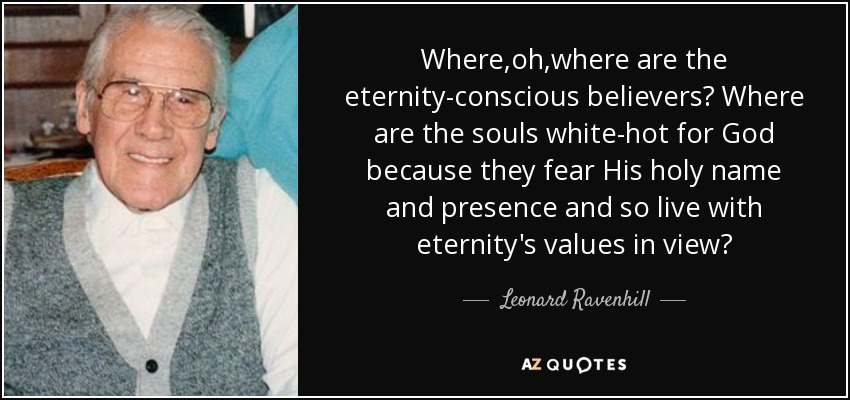 Where,oh,where are the
eternity-conscious believers? Where
are the souls white-hot for God
because they fear His holy name
and presence and so live with
eternity's values in view?
Leonard Ravenhill
AZ QUOTES